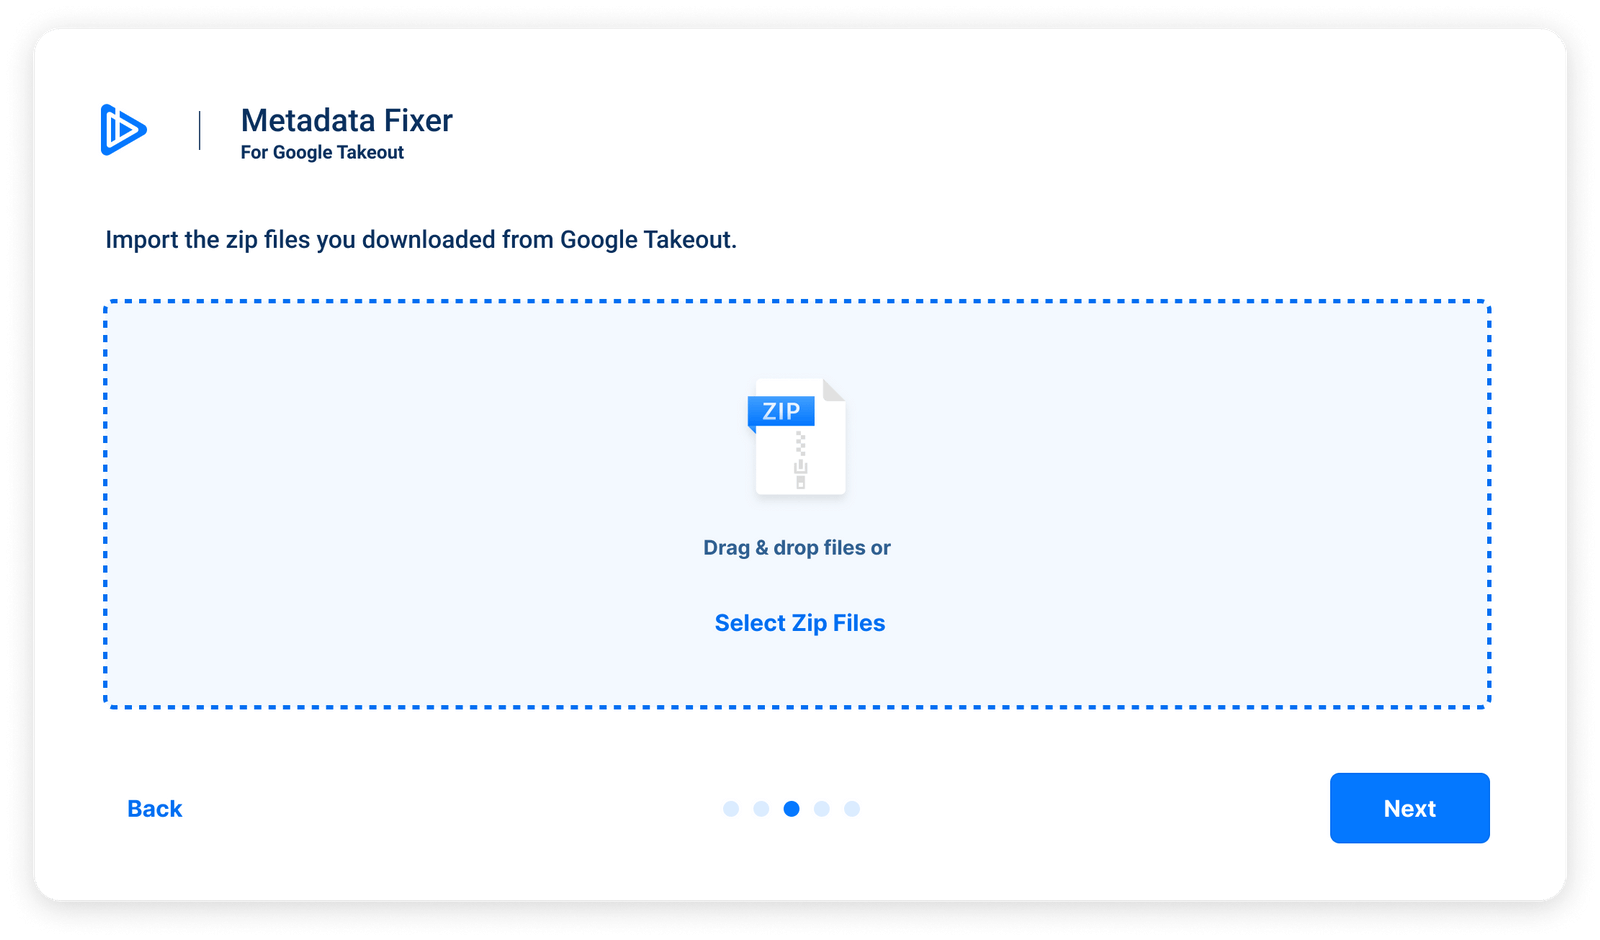 Metadata Fixer
For Google Takeout
Import the zip files you downloaded from Google Takeout.
ZIP
Drag & drop files or
Select Zip Files
Back
Next